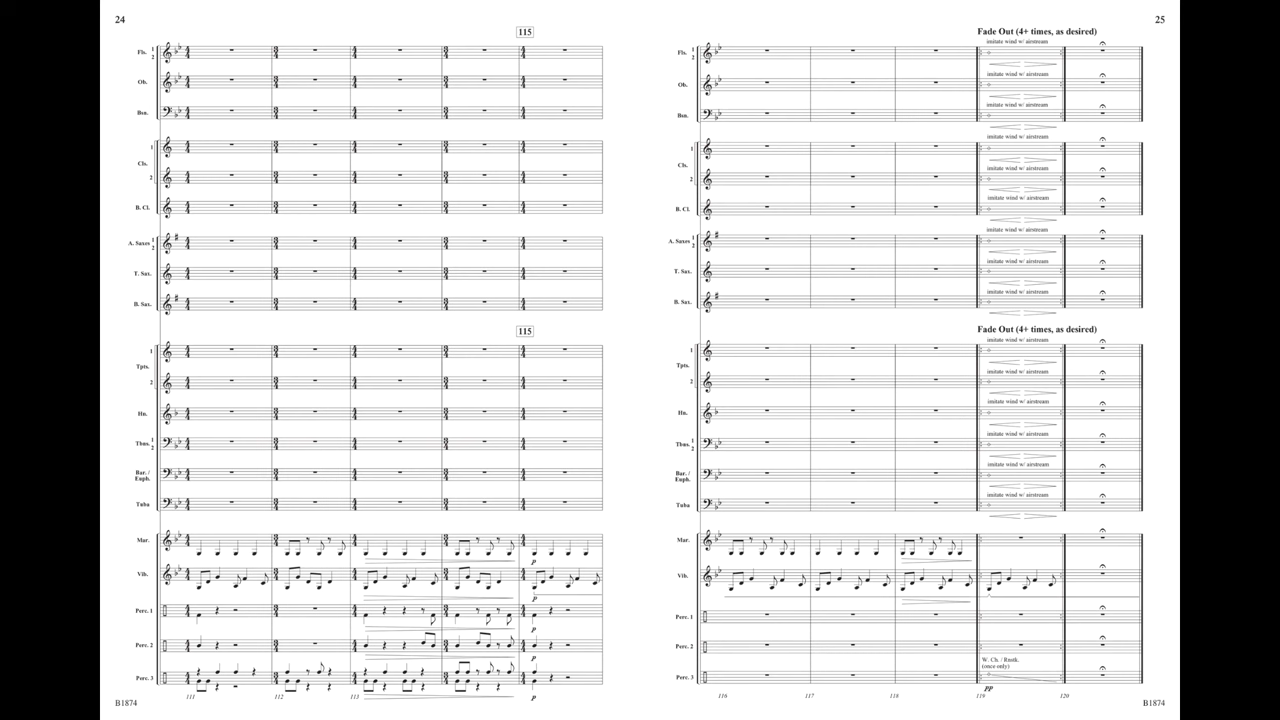 24
115
Fls. 1 2
Ob.
Bsn.
Cls. 1
2
B. Cl.
A. Saxes 1 2
T. Sax.
B. Sax.
115
Tpts. 1
2
Hn.
Tbns. 1 2
Bar. / Euph.
Tuba
Mar.
Vib.
Perc. 1
Perc. 2
Perc. 3
p
p
p
p
p
111 112 113
B1874
25
Fade Out (4+ times, as desired)
Fls. 1 2 imitate wind w/ airstream
Ob. imitate wind w/ airstream
Bsn. imitate wind w/ airstream
Cls. 1 imitate wind w/ airstream
2 imitate wind w/ airstream
B. Cl. imitate wind w/ airstream
A. Saxes 1 2 imitate wind w/ airstream
T. Sax. imitate wind w/ airstream
B. Sax. imitate wind w/ airstream
Fade Out (4+ times, as desired)
Tpts. 1 imitate wind w/ airstream
2 imitate wind w/ airstream
Hn. imitate wind w/ airstream
Tbns. 1 2 imitate wind w/ airstream
Bar. / Euph. imitate wind w/ airstream
Tuba imitate wind w/ airstream
Mar.
Vib.
Perc. 1
Perc. 2
W. Ch. / Rnstk.
(once only)
Perc. 3
pp
116 117 118 119 120
B1874